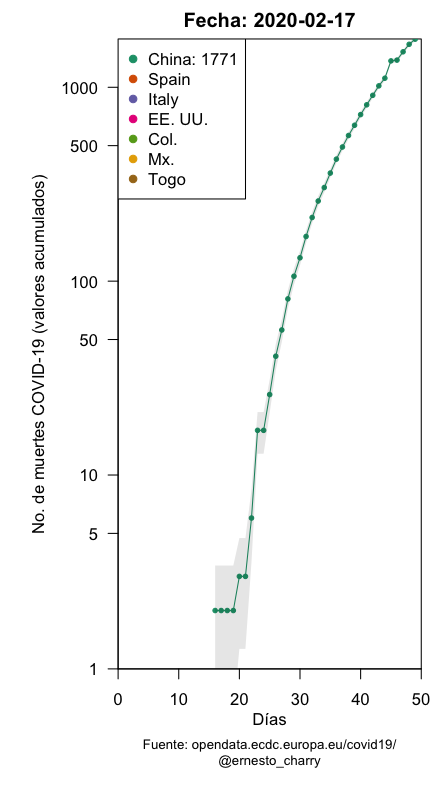 Fecha: 2020-02-17
China: 1771
Spain
Italy
EE. UU.
Col.
Mx.
Togo
No. de muertes COVID-19 (valores acumulados)
1000
500
100
50
10
5
1
0 10 20 30 40 50
Días
Fuente: opendata.ecdc.europa.eu/covid19/
@ernesto_charry